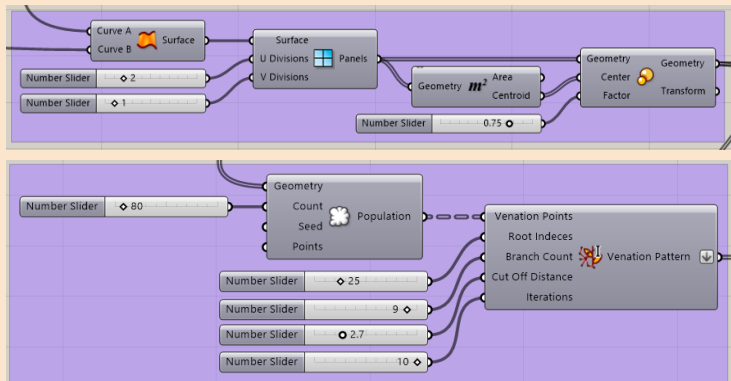 Curve A
Curve B
Surface
Number Slider 2
Number Slider 1
Surface
U Divisions
V Divisions
Panels
Geometry
m²
Area
Centroid
Number Slider 0.75
Geometry
Center
Factor
Geometry
Transform
Number Slider 80
Geometry
Count
Seed
Points
Population
Number Slider 25
Number Slider 9
Number Slider 2.7
Number Slider 10
Venation Points
Root Indeces
Branch Count
Cut Off Distance
Iterations
Venation Pattern